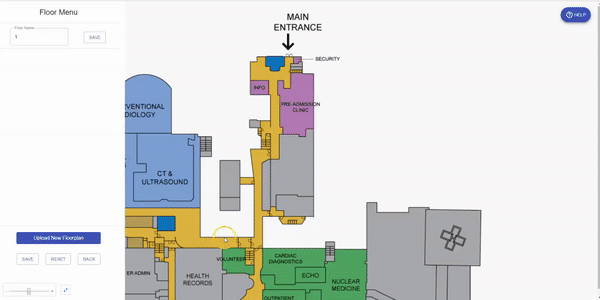 Floor Menu
Floor Name
1
SAVE
HELP
MAIN
ENTRANCE
SECURITY
INFO
PRE-ADMISSION
CLINIC
VENTIONAL
DIOLOGY
CT &
ULTRASOUND
VOLUNTEER
CARDIAC
DIAGNOSTICS
ER ADMIN
HEALTH
RECORDS
ECHO
NUCLEAR
MEDICINE
OUTPATIENT
Upload New Floorplan
SAVE
RESET
BACK